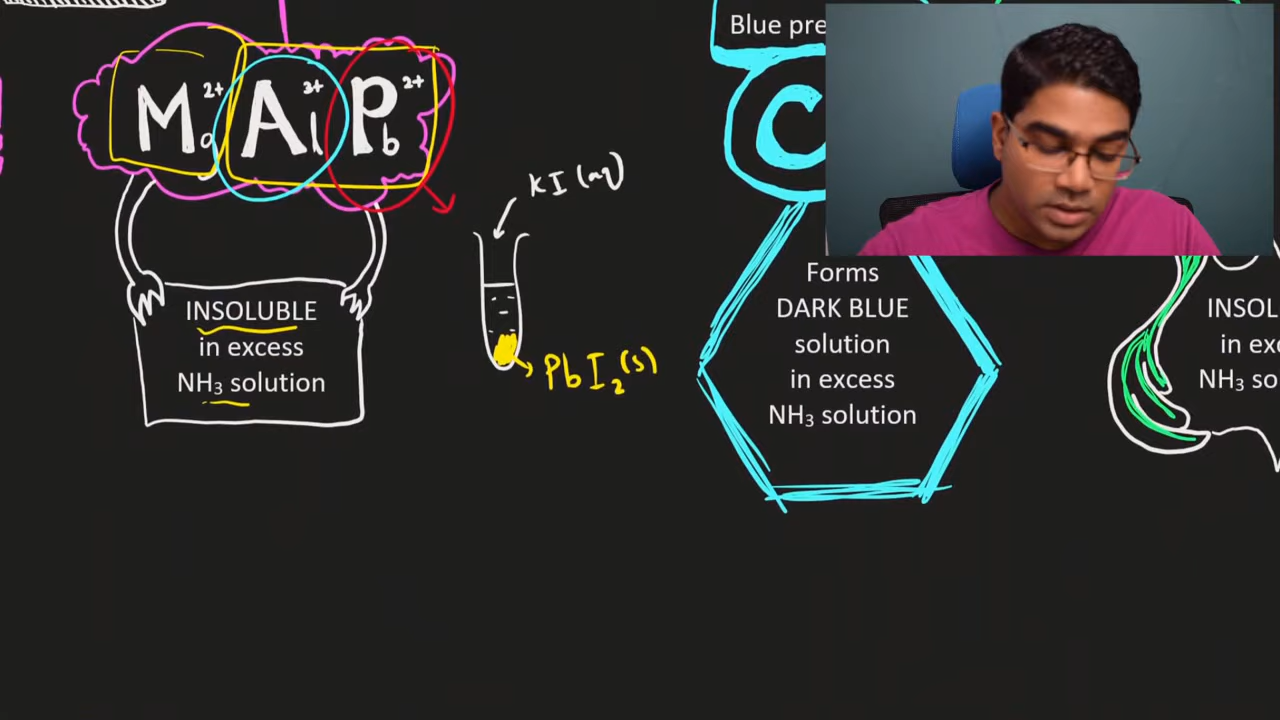 Mg²⁺ Al³⁺ Pb²⁺
INSOLUBLE
in excess
NH₃ solution
KI (aq)
PbI₂ (s)
Blue pre
C
Forms
DARK BLUE
solution
in excess
NH₃ solution
INSOL
in exc
NH₃ so